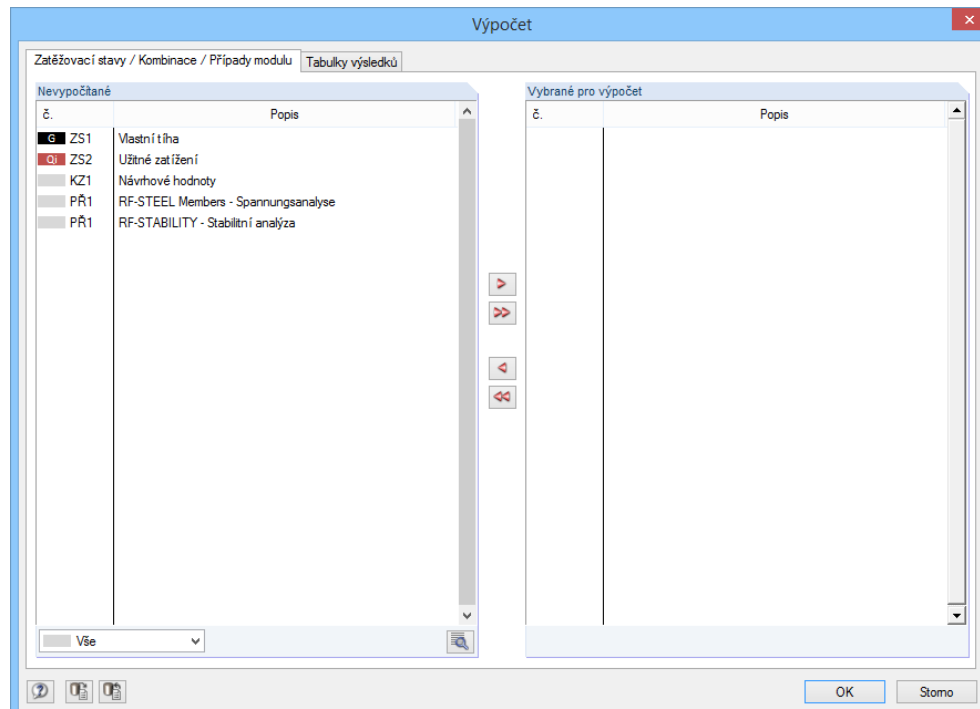 Výpočet
Zatěžovací stavy / Kombinace / Případy modulu Tabulky výsledků
Nevypočítané
č. Popis
G ZS1 Vlastní tíha
Qi ZS2 Užitné zatížení
KZ1 Návrhové hodnoty
PŘ1 RF-STEEL Members - Spannungsanalyse
PŘ1 RF-STABILITY - Stabilitní analýza
Vše
Vybrané pro výpočet
č. Popis
OK Storno